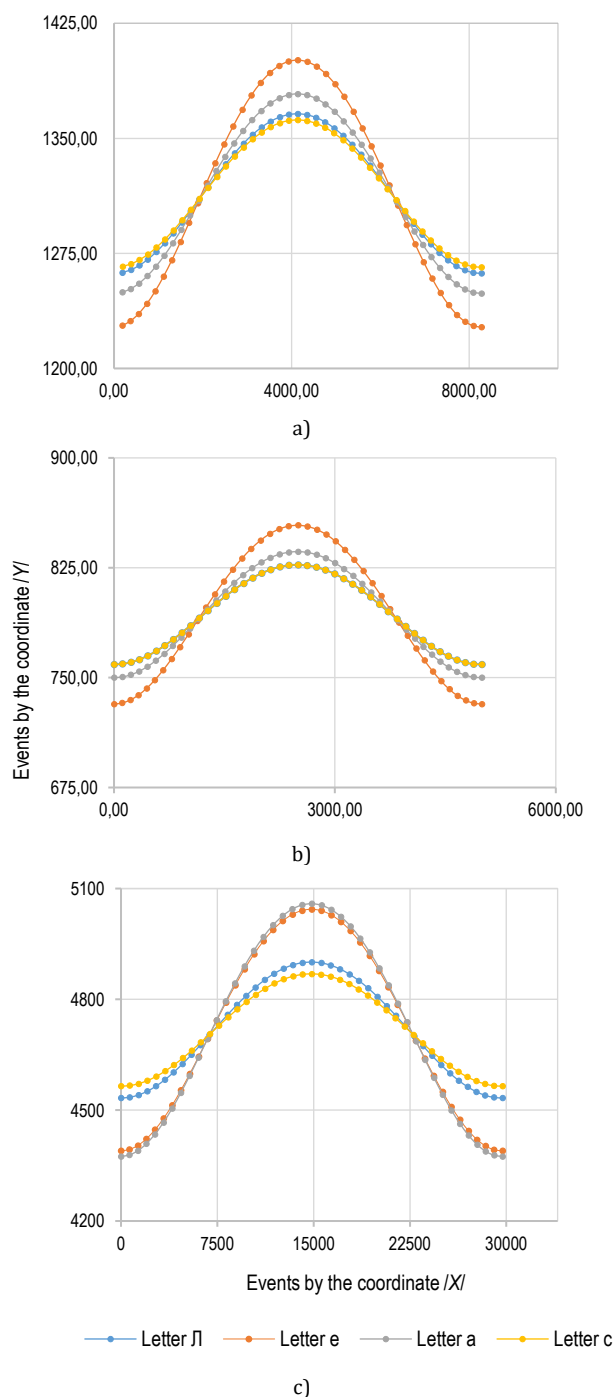 1425,00
1350,00
1275,00
1200,00
0,00 4000,00 8000,00
a)
Events by the coordinate /Y/
900,00
825,00
750,00
675,00
0,00 3000,00 6000,00
b)
5100
4800
4500
4200
0 7500 15000 22500 30000
Events by the coordinate /X/
Letter Л Letter e Letter a Letter c
c)